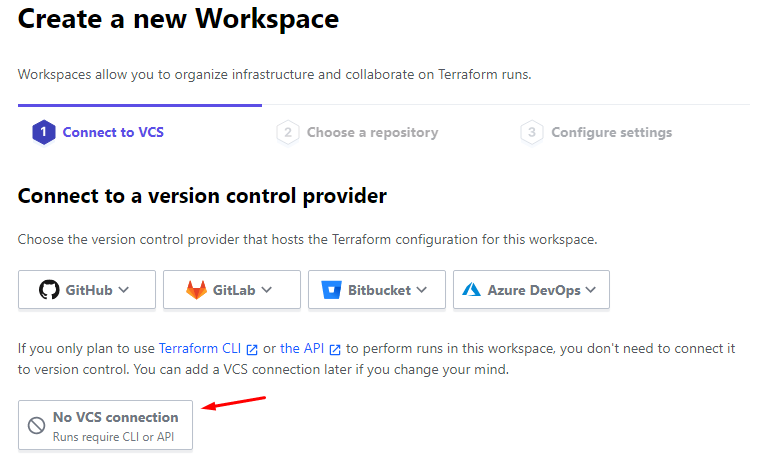 Create a new Workspace
Workspaces allow you to organize infrastructure and collaborate on Terraform runs.
1 Connect to VCS 2 Choose a repository 3 Configure settings
Connect to a version control provider
Choose the version control provider that hosts the Terraform configuration for this workspace.
GitHub GitLab Bitbucket Azure DevOps
If you only plan to use Terraform CLI or the API to perform runs in this workspace, you don't need to connect it
to version control. You can add a VCS connection later if you change your mind.
No VCS connection
Runs require CLI or API